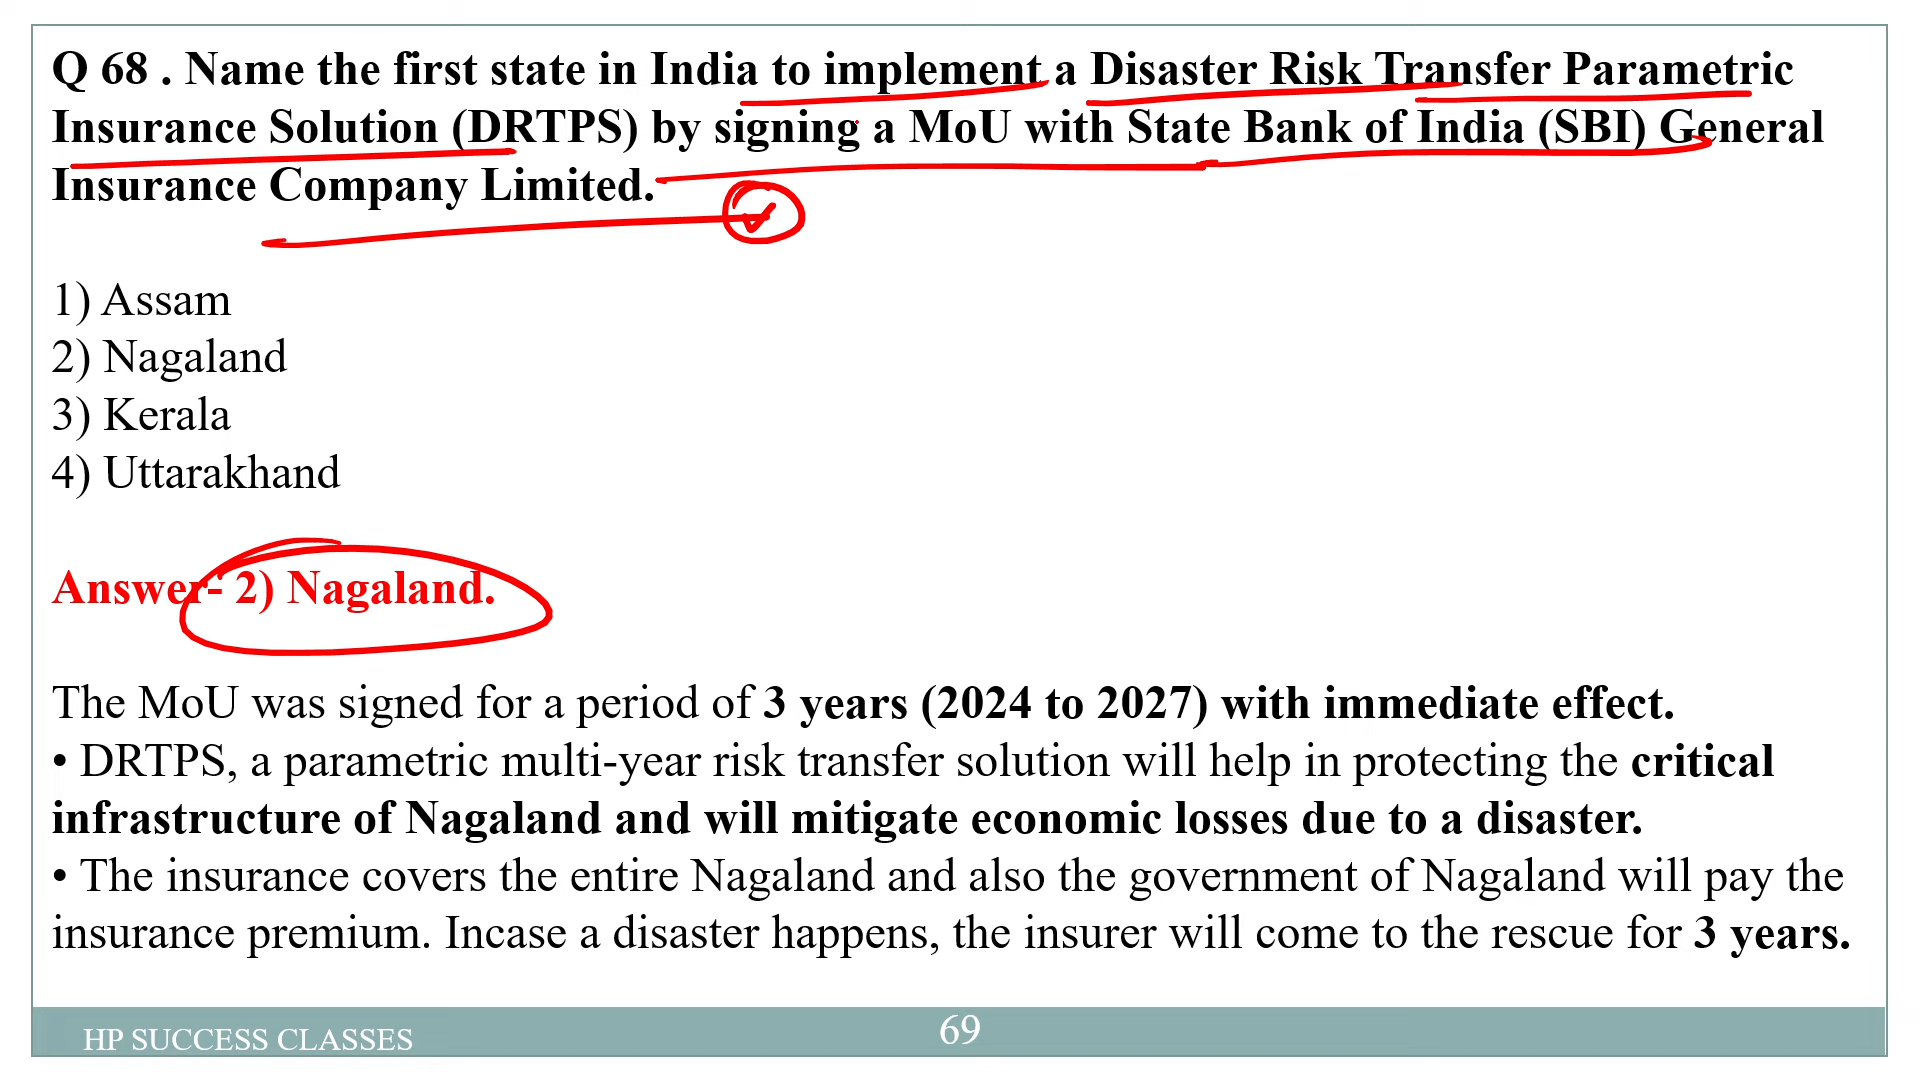 Q 68 . Name the first state in India to implement a Disaster Risk Transfer Parametric
Insurance Solution (DRTPS) by signing a MoU with State Bank of India (SBI) General
Insurance Company Limited.
1) Assam
2) Nagaland
3) Kerala
4) Uttarakhand
Answer- 2) Nagaland.
The MoU was signed for a period of 3 years (2024 to 2027) with immediate effect.
• DRTPS, a parametric multi-year risk transfer solution will help in protecting the critical
infrastructure of Nagaland and will mitigate economic losses due to a disaster.
• The insurance covers the entire Nagaland and also the government of Nagaland will pay the
insurance premium. Incase a disaster happens, the insurer will come to the rescue for 3 years.
HP SUCCESS CLASSES
69